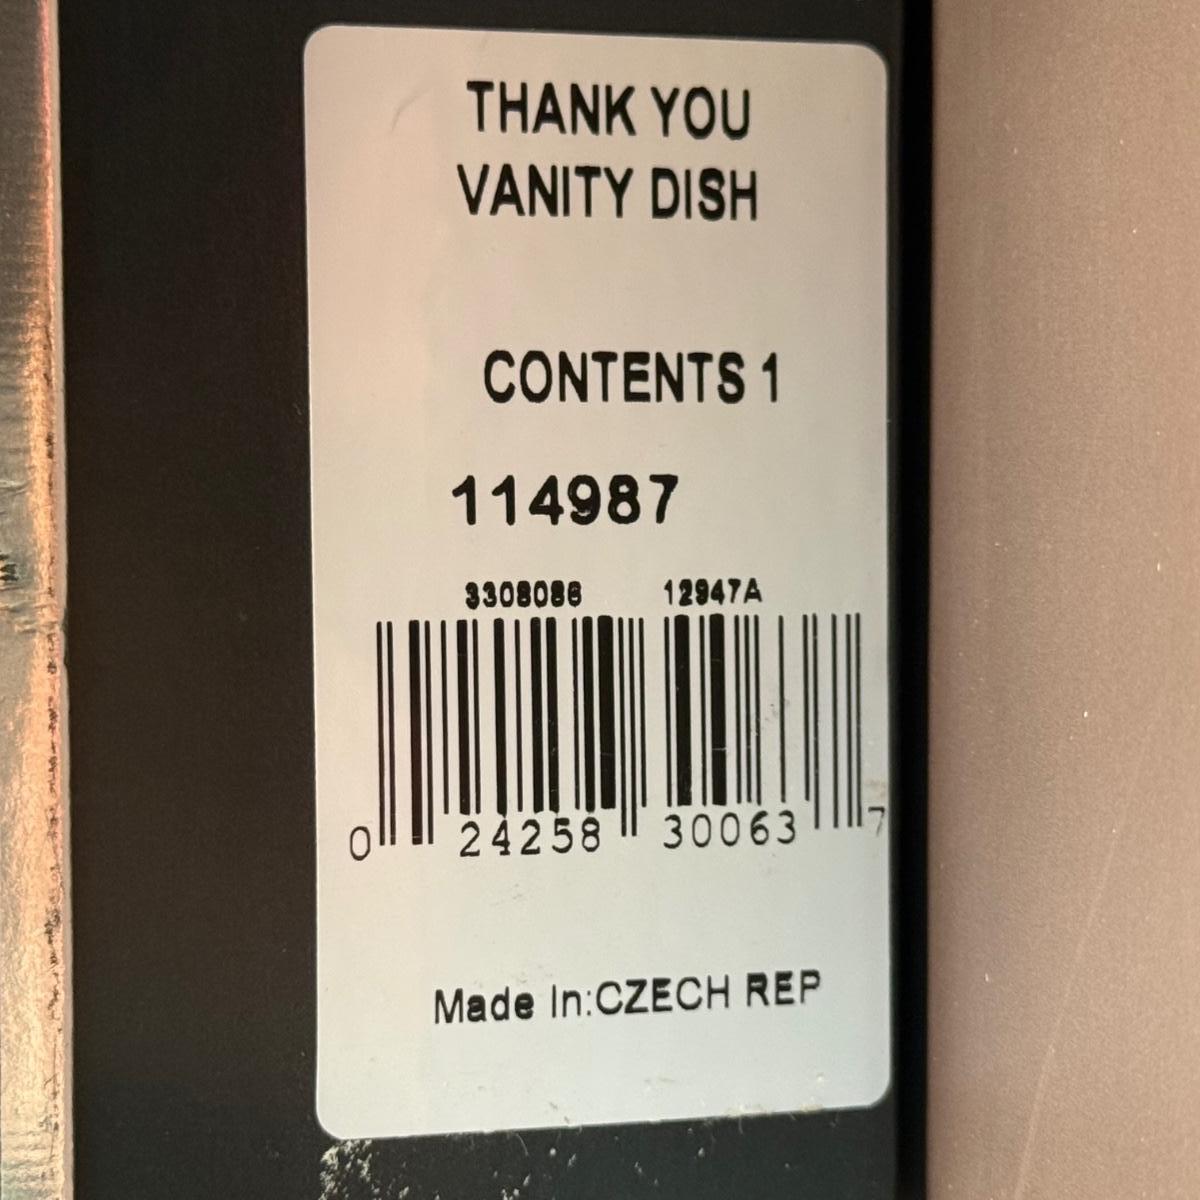 THANK YOU
VANITY DISH
CONTENTS 1
114987
3308086 12947A
0 24258 30063 7
Made In:CZECH REP